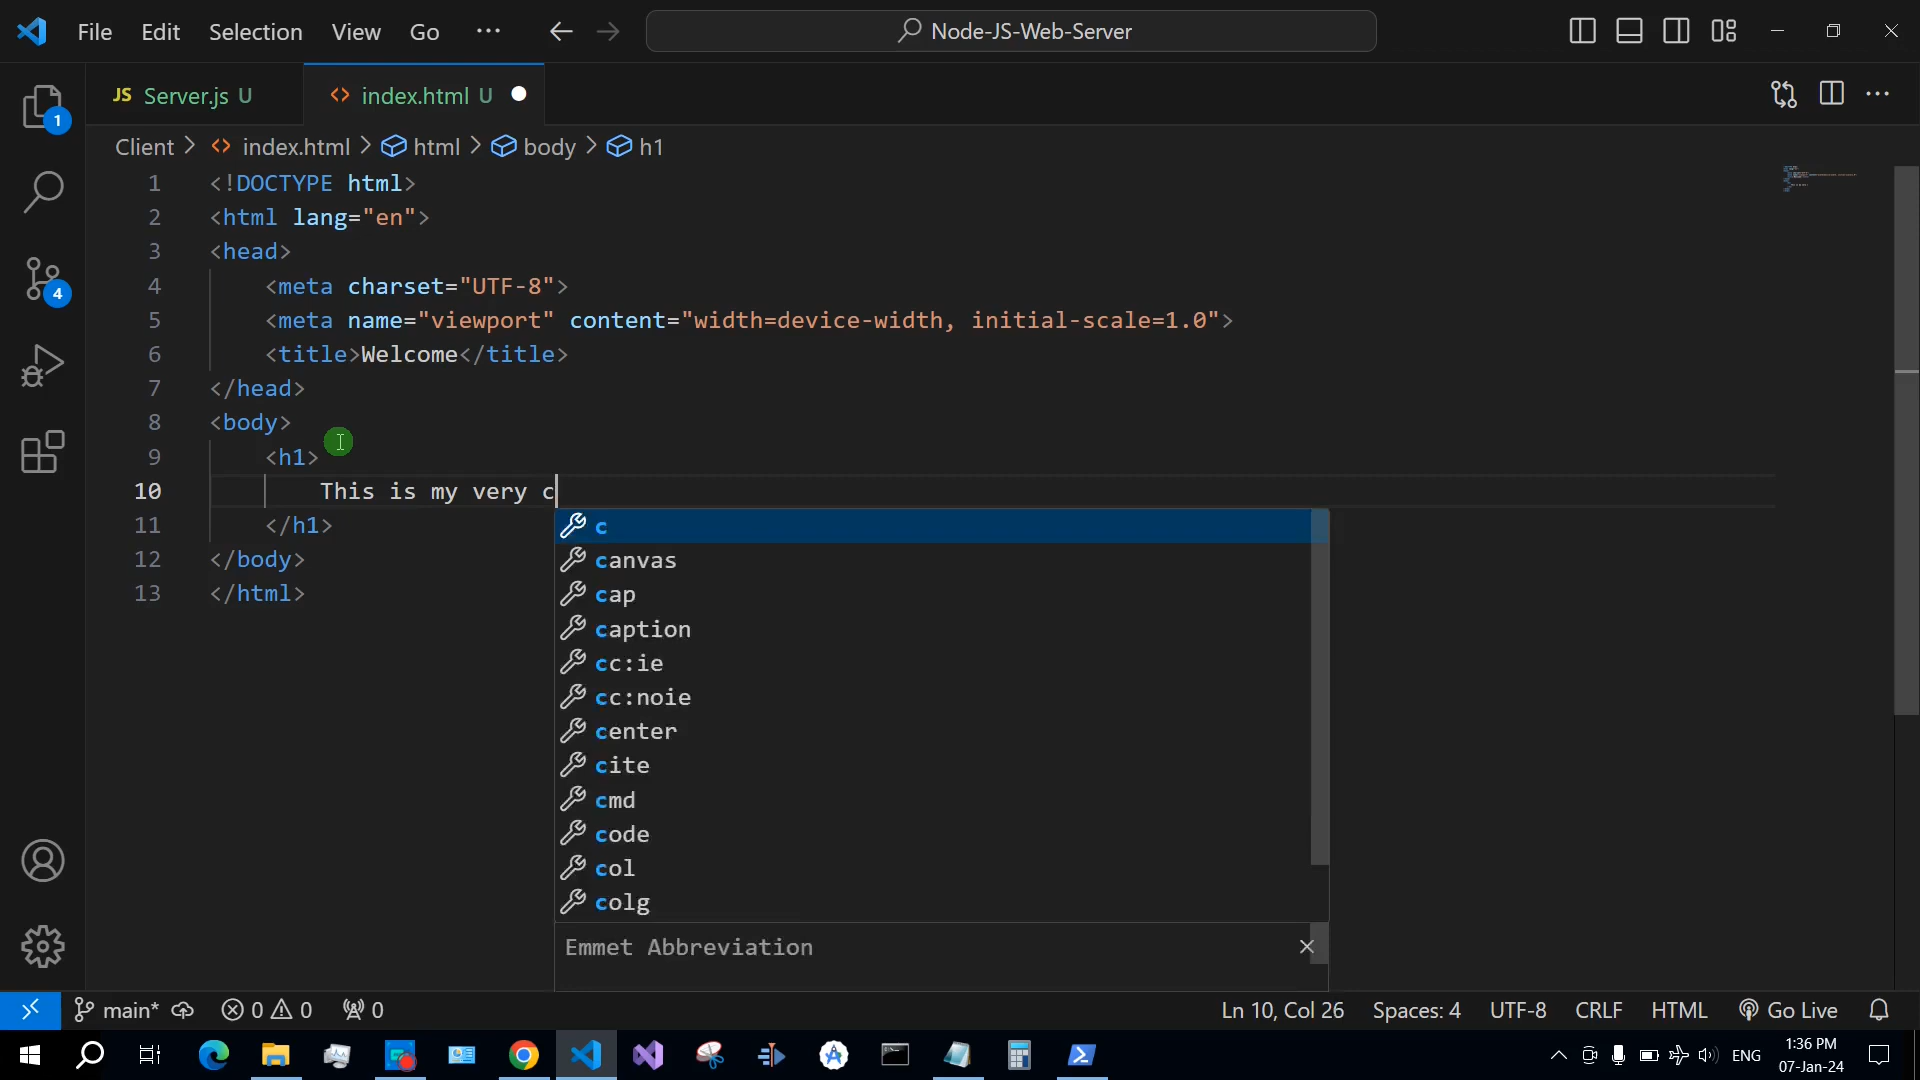 File Edit Selection View Go ··· Node-JS-Web-Server
JS Server.js U <> index.html U
Client > <> index.html > html > body > h1
1 <!DOCTYPE html>
2 <html lang="en">
3 <head>
4 <meta charset="UTF-8">
5 <meta name="viewport" content="width=device-width, initial-scale=1.0">
6 <title>Welcome</title>
7 </head>
8 <body>
9 <h1>
10 This is my very c
11 </h1>
12 </body>
13 </html>
c
canvas
cap
caption
cc:ie
cc:noie
center
cite
cmd
code
col
colg
Emmet Abbreviation
1
4
main* 0 0 0 Ln 10, Col 26 Spaces: 4 UTF-8 CRLF HTML Go Live
ENG 1:36 PM
07-Jan-24